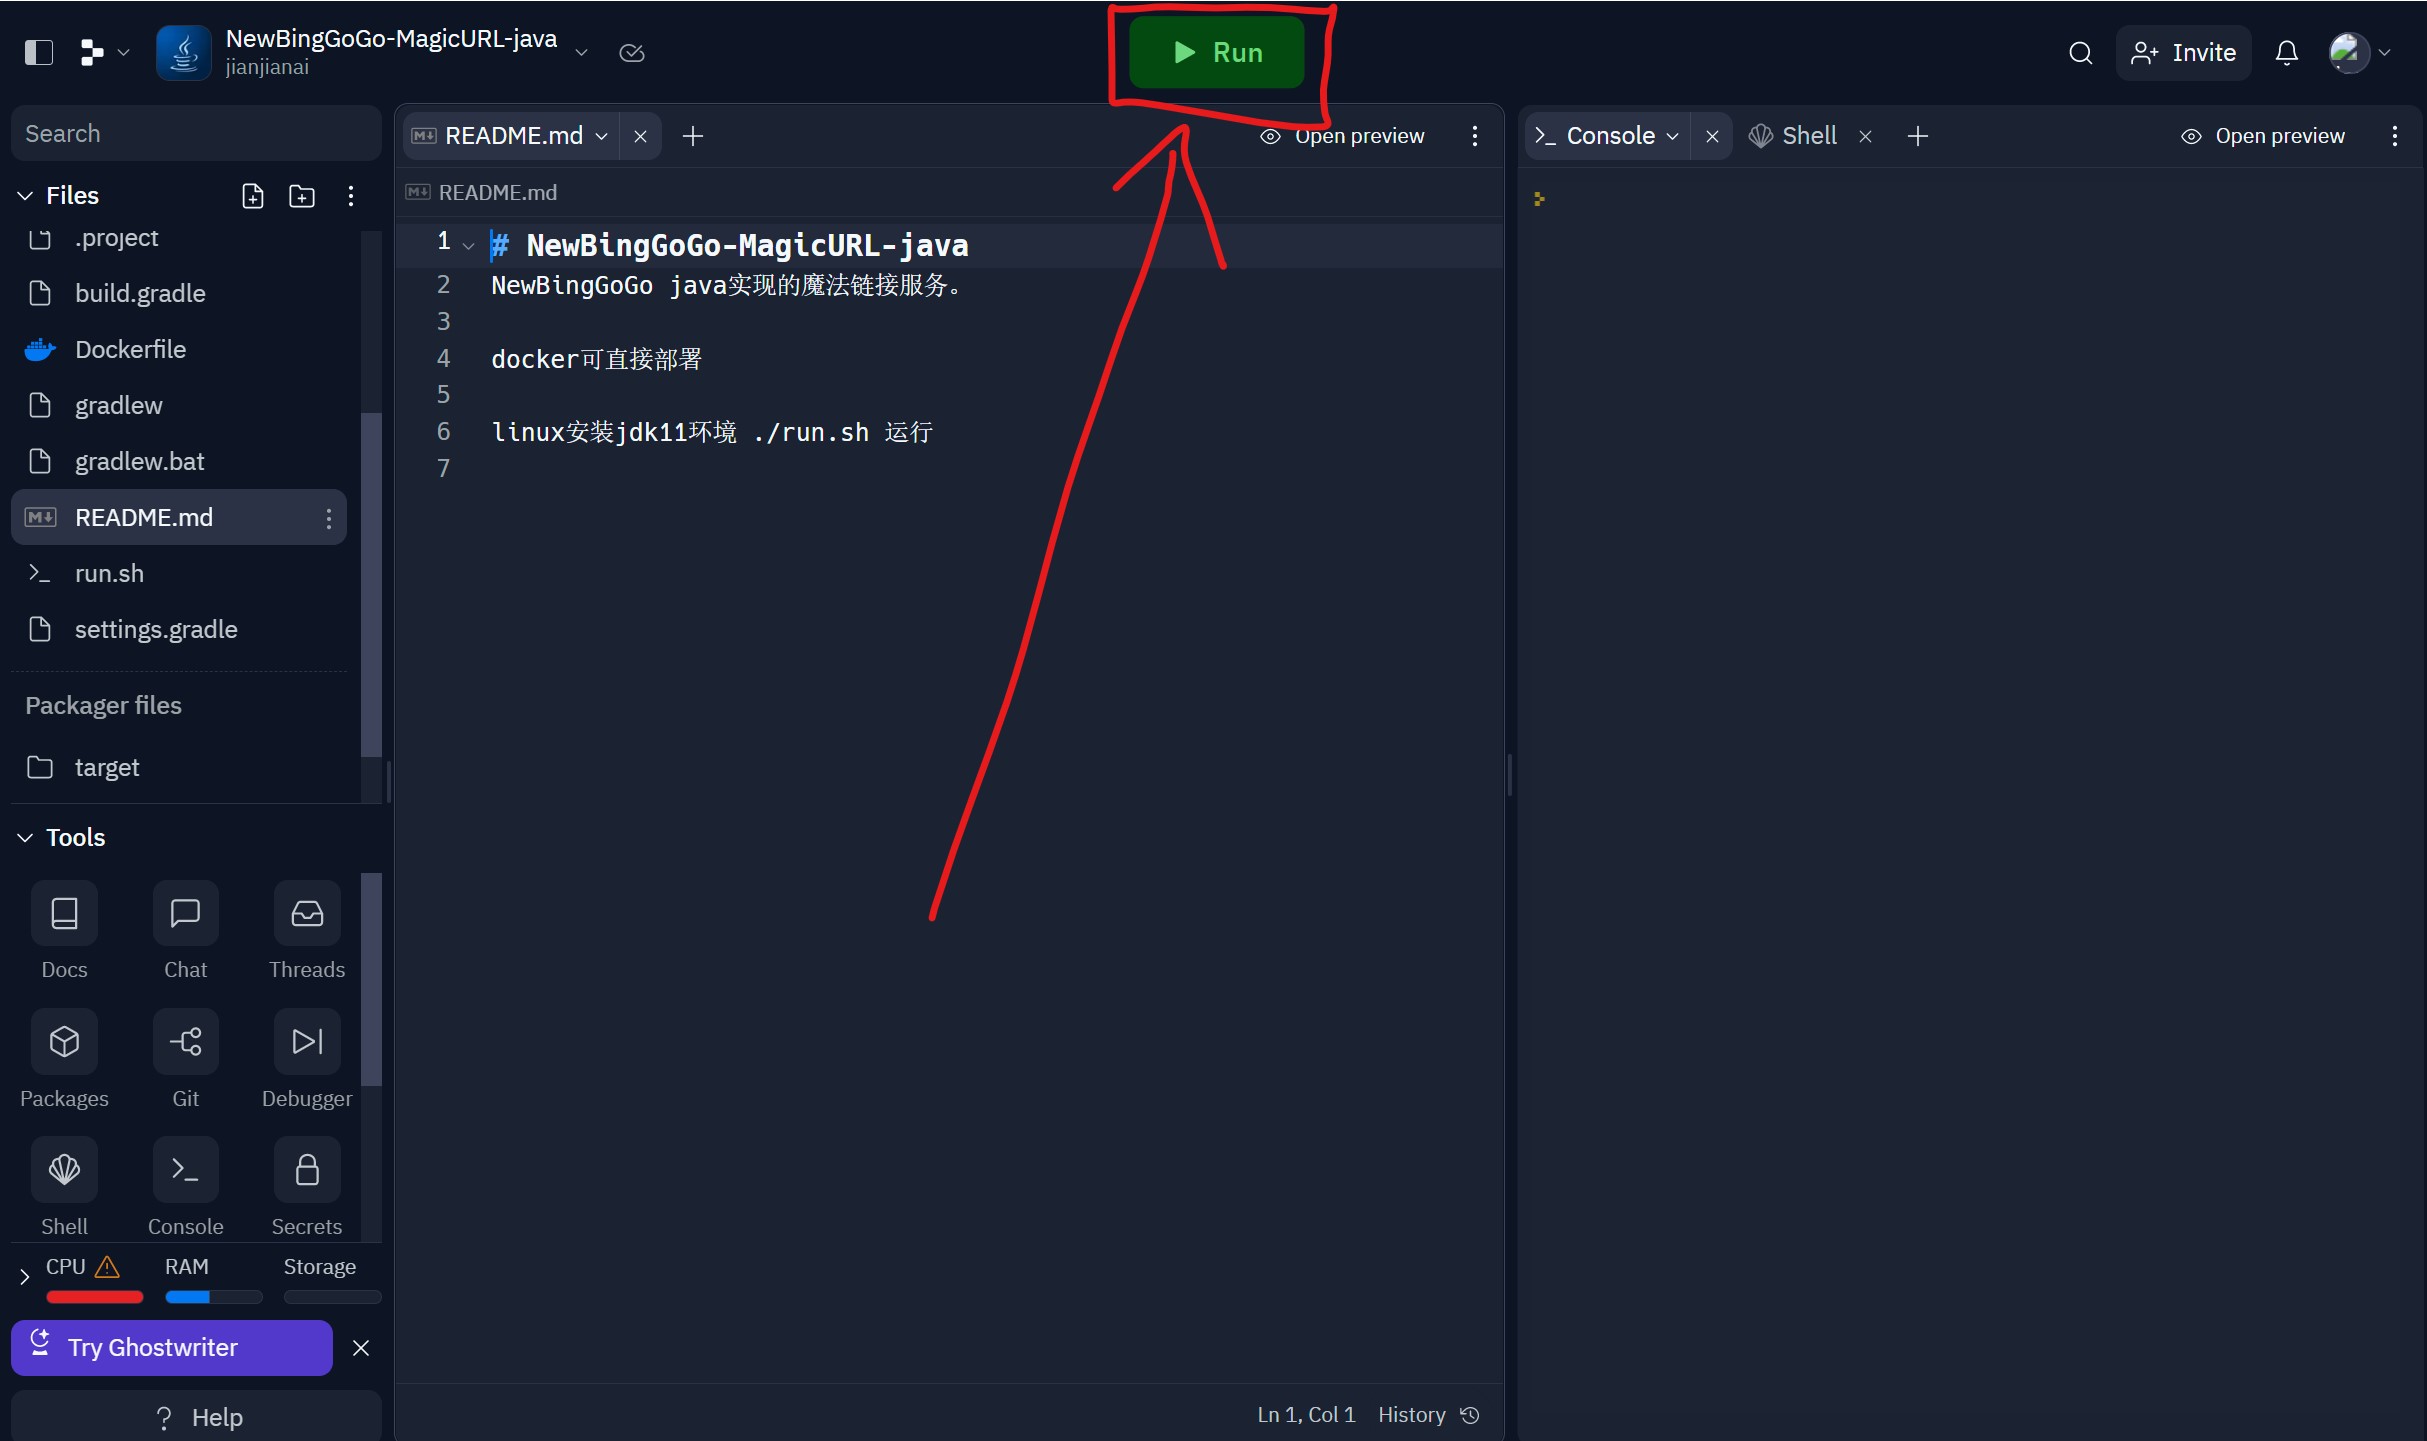 NewBingGoGo-MagicURL-java
jianjianai
Run
Invite
Search
Files
.project
build.gradle
Dockerfile
gradlew
gradlew.bat
README.md
run.sh
settings.gradle
Packager files
target
Tools
Docs Chat Threads
Packages Git Debugger
Shell Console Secrets
CPU RAM Storage
Try Ghostwriter
? Help
README.md
Open preview
README.md
1 # NewBingGoGo-MagicURL-java
2 NewBingGoGo java实现的魔法链接服务。
3
4 docker可直接部署
5
6 linux安装jdk11环境 ./run.sh 运行
7
Ln 1, Col 1 History
Console Shell Open preview